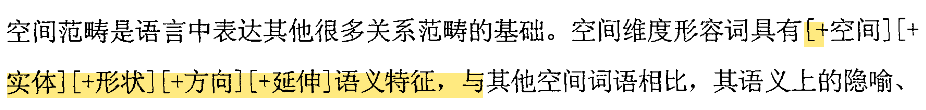 空间范畴是语言中表达其他很多关系范畴的基础。空间维度形容词具有[+空间][+
实体][+形状][+方向][+延伸]语义特征，与其他空间词语相比，其语义上的隐喻、